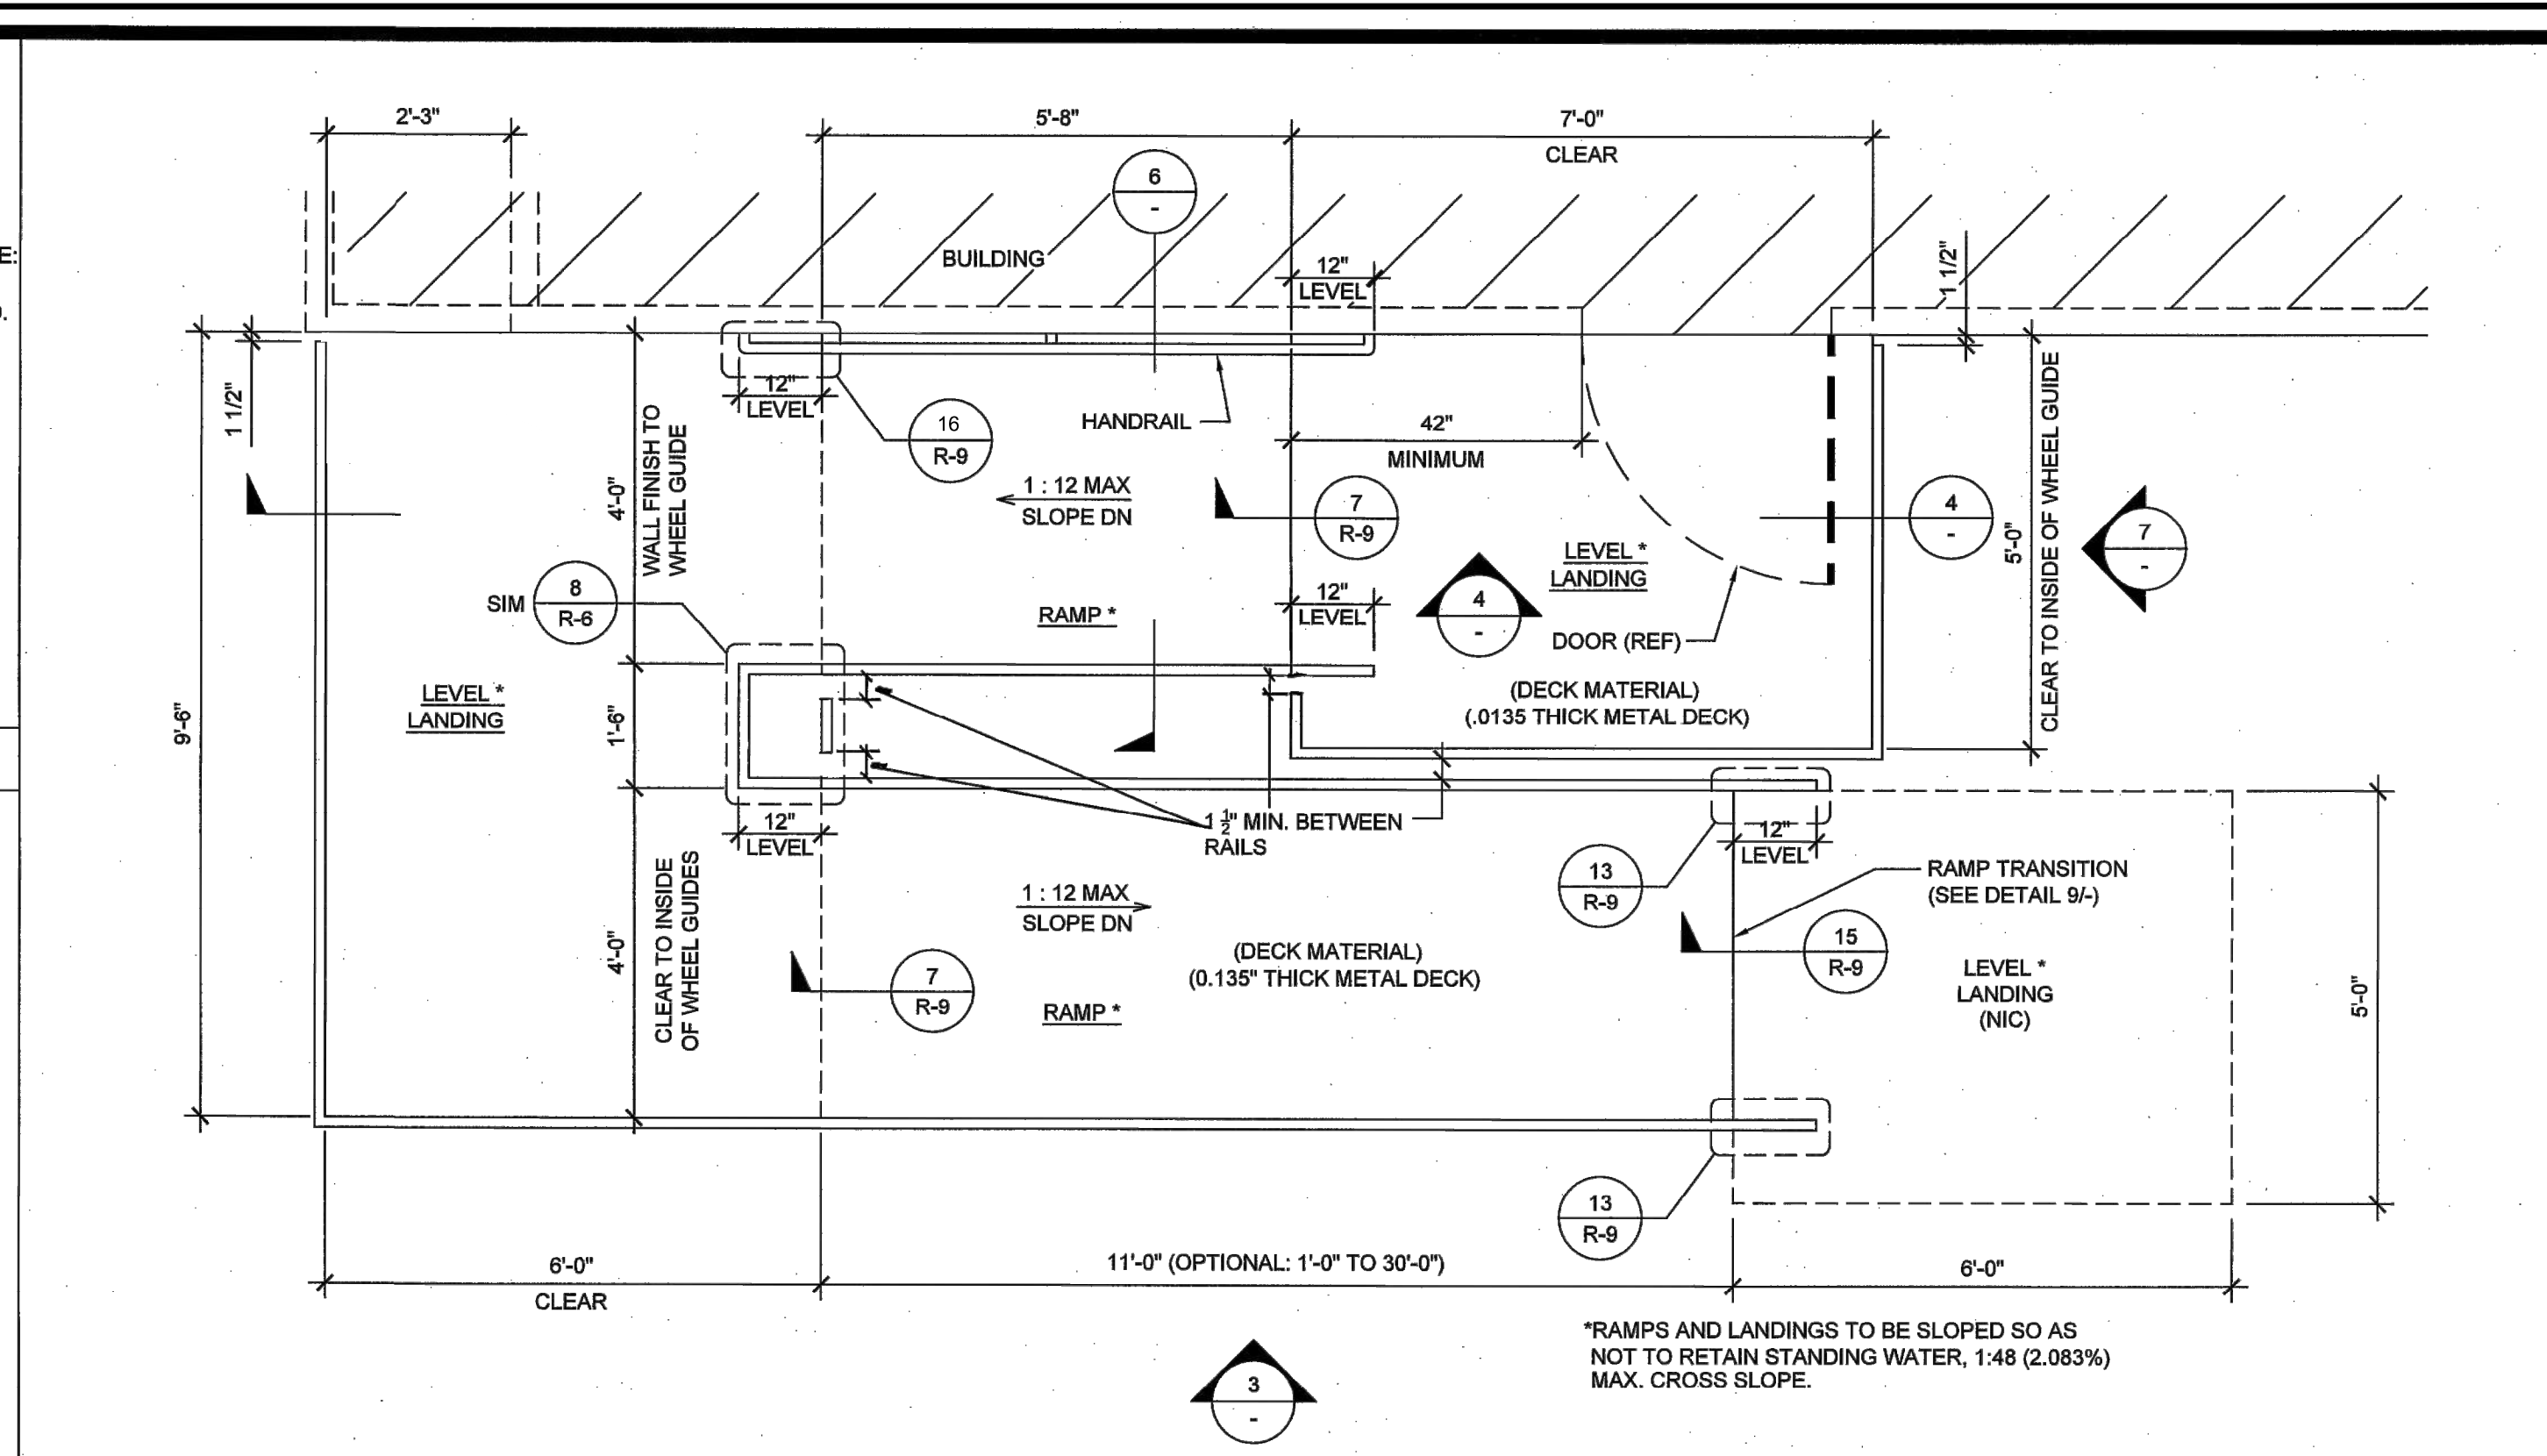 2'-3"
5'-8"
7'-0"
CLEAR
6
-
E:
BUILDING
12"
LEVEL
1 1/2"
12"
LEVEL
1 1/2"
HANDRAIL
16
R-9
42"
MINIMUM
4'-0"
WALL FINISH TO
WHEEL GUIDE
1 : 12 MAX
SLOPE DN
7
R-9
4
-
5'-0"
CLEAR TO INSIDE OF WHEEL GUIDE
7
-
LEVEL *
LANDING
SIM
8
R-6
RAMP *
12"
LEVEL
4
-
DOOR (REF)
9'-6"
LEVEL *
LANDING
1'-6"
(DECK MATERIAL)
(.0135 THICK METAL DECK)
12"
LEVEL
1 1/2" MIN. BETWEEN
RAILS
12"
LEVEL
13
R-9
RAMP TRANSITION
(SEE DETAIL 9/-)
4'-0"
CLEAR TO INSIDE
OF WHEEL GUIDES
1 : 12 MAX
SLOPE DN
(DECK MATERIAL)
(0.135" THICK METAL DECK)
7
R-9
RAMP *
15
R-9
LEVEL *
LANDING
(NIC)
5'-0"
13
R-9
6'-0"
CLEAR
11'-0" (OPTIONAL: 1'-0" TO 30'-0")
6'-0"
*RAMPS AND LANDINGS TO BE SLOPED SO AS
NOT TO RETAIN STANDING WATER, 1:48 (2.083%)
MAX. CROSS SLOPE.
3
-